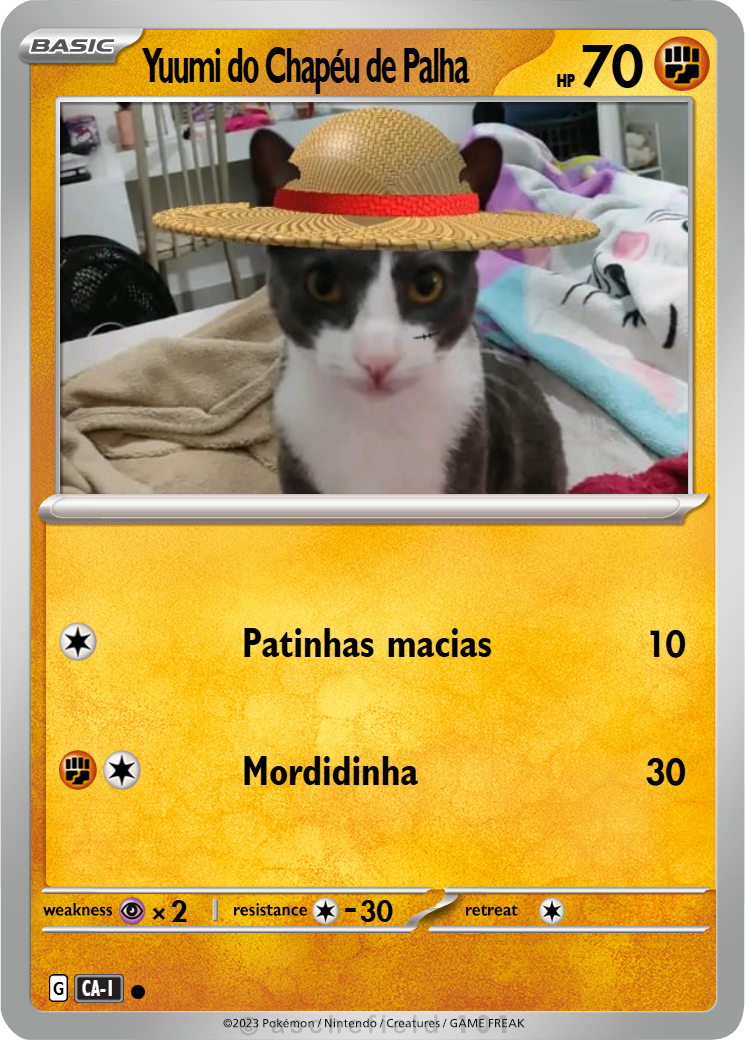 BASIC
Yuumi do Chapéu de Palha
HP 70
Patinhas macias 10
Mordidinha 30
weakness × 2 resistance -30 retreat
G CA-I
©2023 Pokémon / Nintendo / Creatures / GAME FREAK